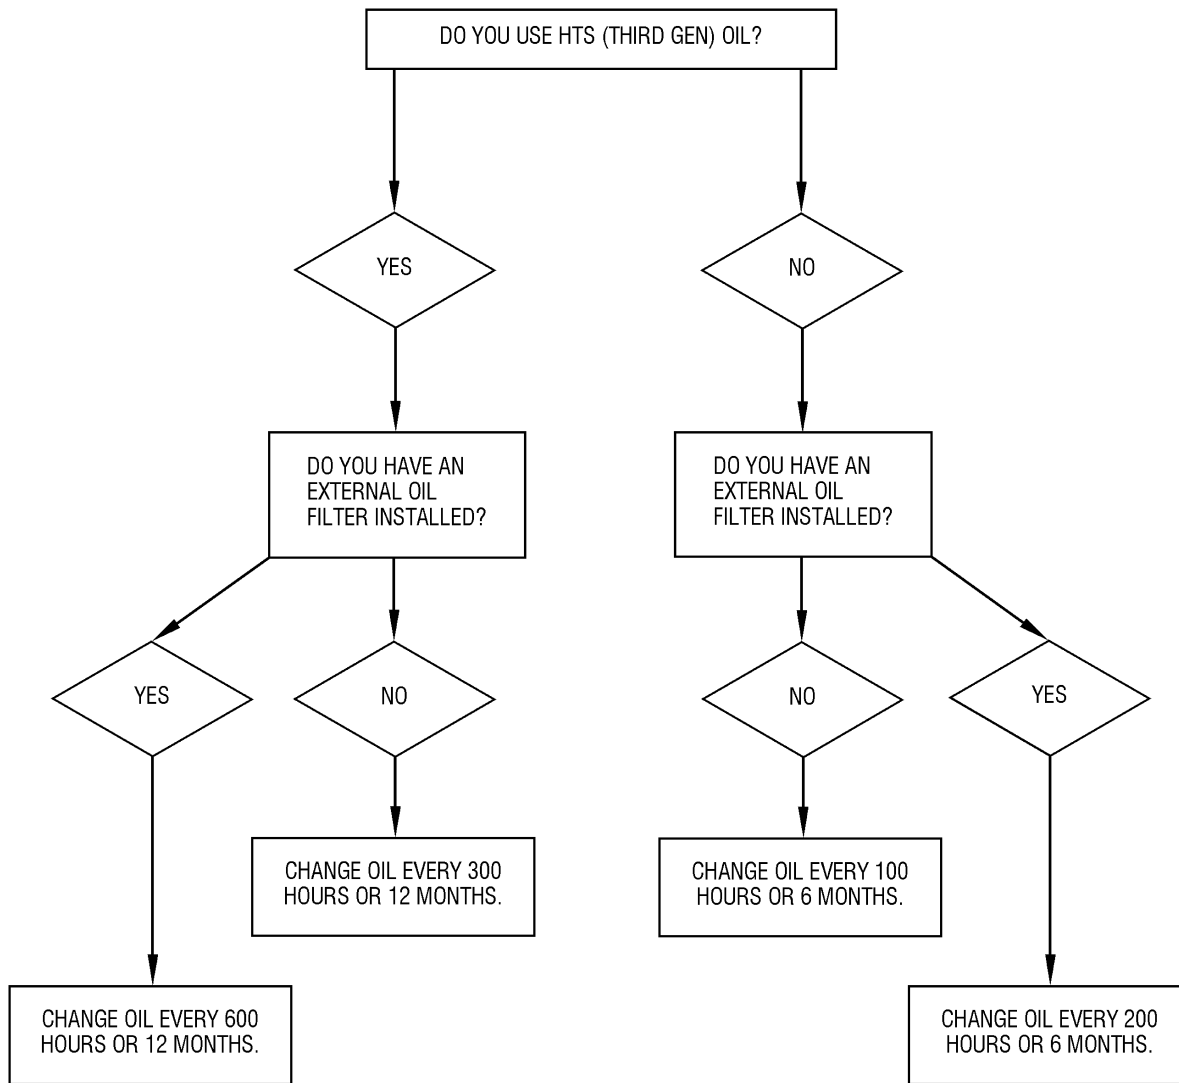 DO YOU USE HTS (THIRD GEN) OIL?
YES
NO
DO YOU HAVE AN
EXTERNAL OIL
FILTER INSTALLED?
DO YOU HAVE AN
EXTERNAL OIL
FILTER INSTALLED?
YES
NO
NO
YES
CHANGE OIL EVERY 300
HOURS OR 12 MONTHS.
CHANGE OIL EVERY 100
HOURS OR 6 MONTHS.
CHANGE OIL EVERY 600
HOURS OR 12 MONTHS.
CHANGE OIL EVERY 200
HOURS OR 6 MONTHS.